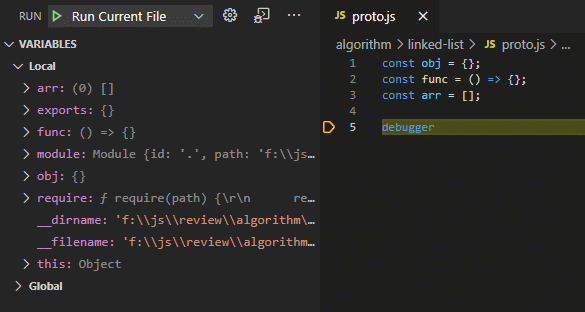 RUN Run Current File
VARIABLES
Local
arr: (0) []
exports: {}
func: () => {}
module: Module {id: '.', path: 'f:\\js…
obj: {}
require: ƒ require(path) {\r\n re…
__dirname: 'f:\\js\\review\\algorithm\…
__filename: 'f:\\js\\review\\algorithm…
this: Object
Global
JS proto.js
algorithm > linked-list > JS proto.js > ...
1 const obj = {};
2 const func = () => {};
3 const arr = [];
4
5 debugger